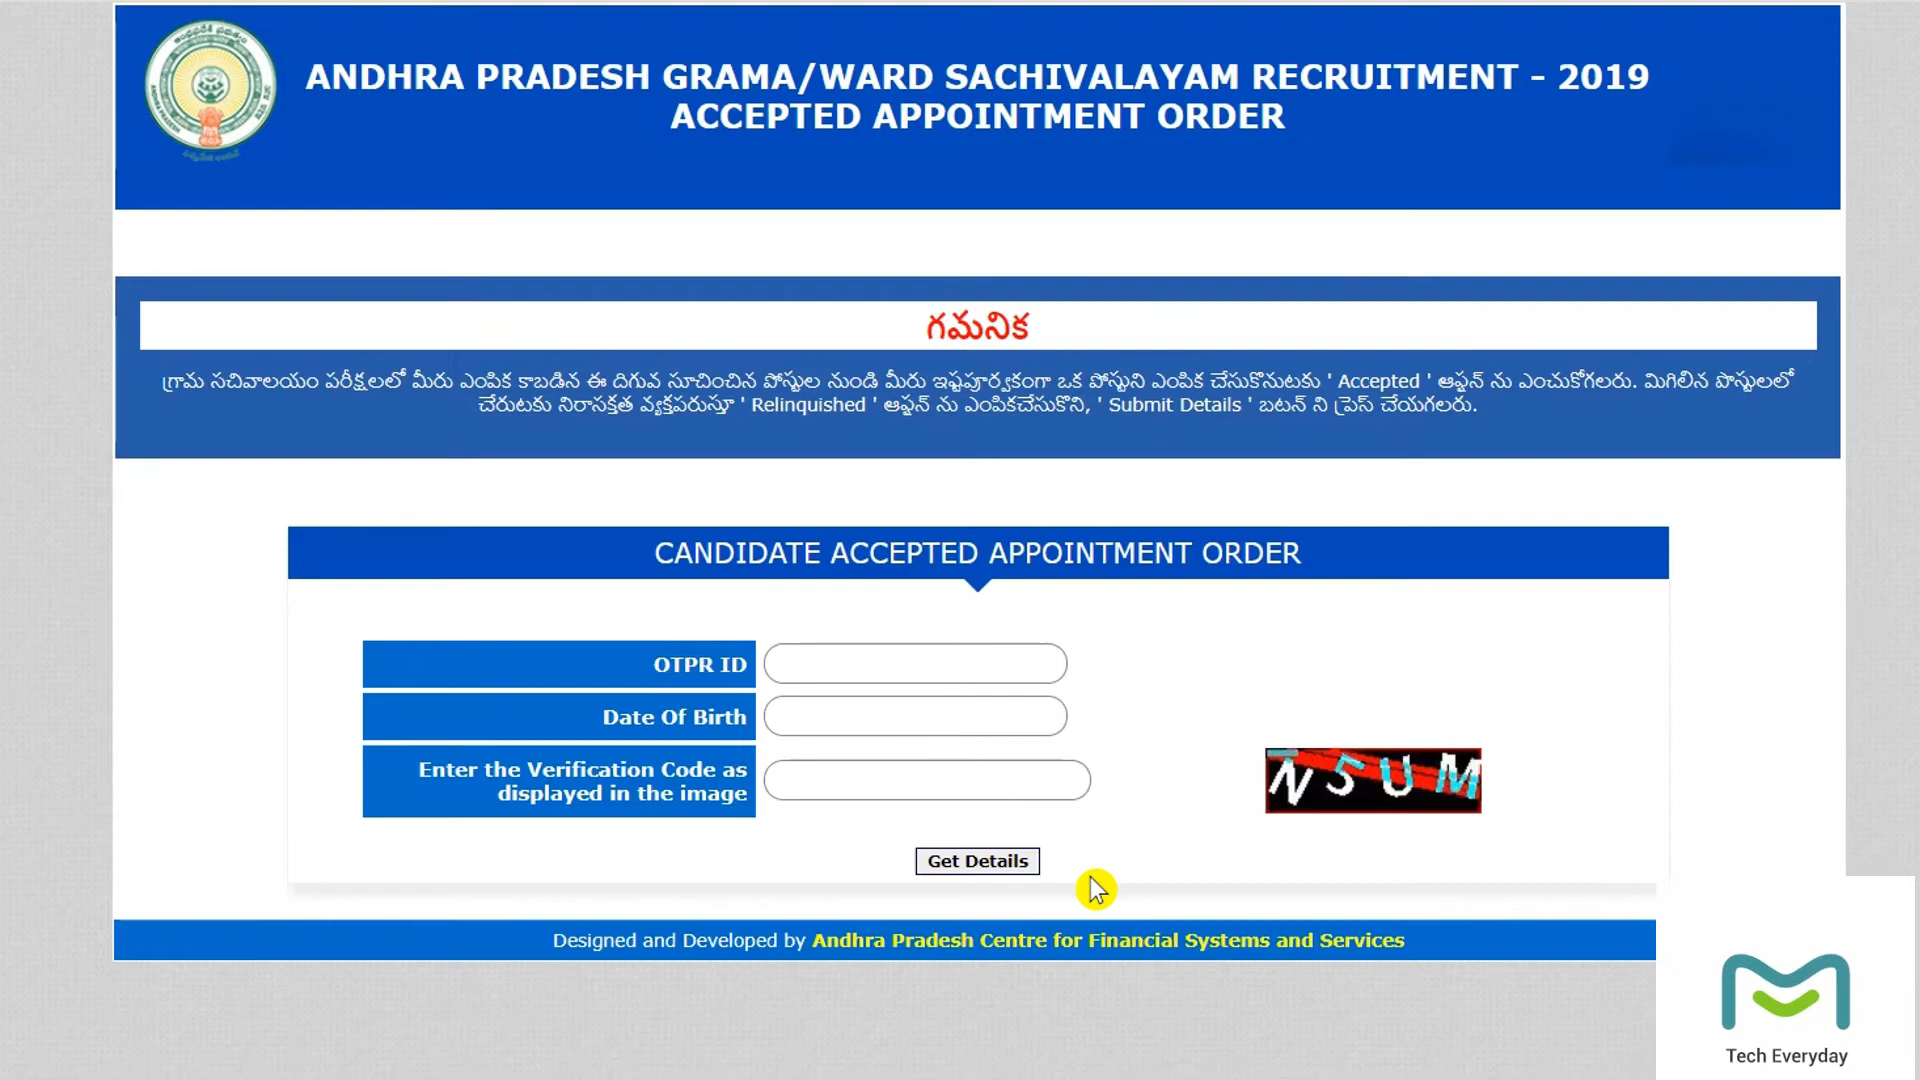 ANDHRA PRADESH GRAMA/WARD SACHIVALAYAM RECRUITMENT - 2019
ACCEPTED APPOINTMENT ORDER
గమనిక
గ్రామ సచివాలయం పరీక్షలలో మీరు ఎంపిక కాబడిన ఈ దిగువ సూచించిన పోస్టుల నుండి మీరు ఇష్టపూర్వకంగా ఒక పోస్టుని ఎంపిక చేసుకొనుటకు ' Accepted ' ఆప్షన్ ను ఎంచుకోగలరు. మిగిలిన పొస్టులలో
చేరుటకు నిరాసక్తత వ్యక్తపరుస్తూ ' Relinquished ' ఆప్షన్ ను ఎంపికచేసుకొని, ' Submit Details ' బటన్ ని ప్రెస్ చేయగలరు.
CANDIDATE ACCEPTED APPOINTMENT ORDER
OTPR ID
Date Of Birth
Enter the Verification Code as
displayed in the image
N5UM
Get Details
Designed and Developed by Andhra Pradesh Centre for Financial Systems and Services
Tech Everyday